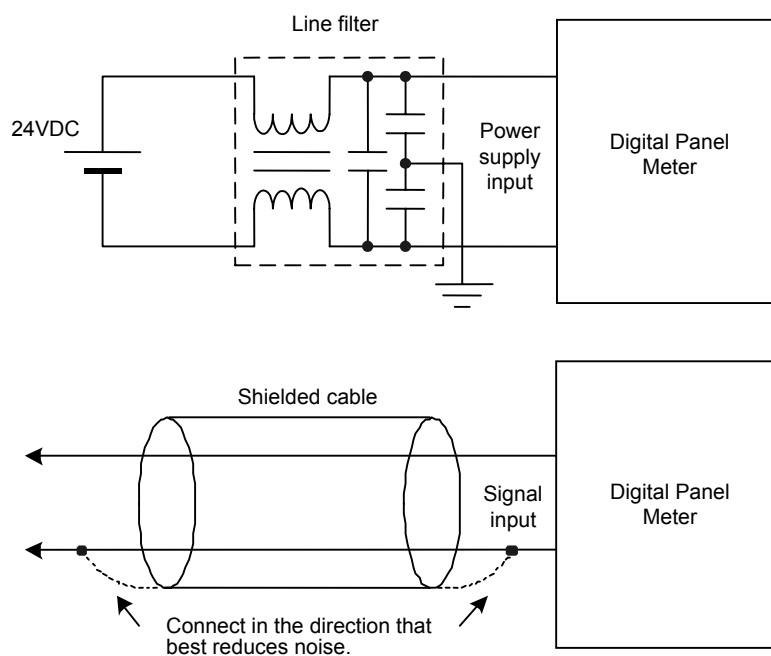 Line filter
24VDC
Power
supply
input
Digital Panel
Meter
Shielded cable
Signal
input
Digital Panel
Meter
Connect in the direction that
best reduces noise.